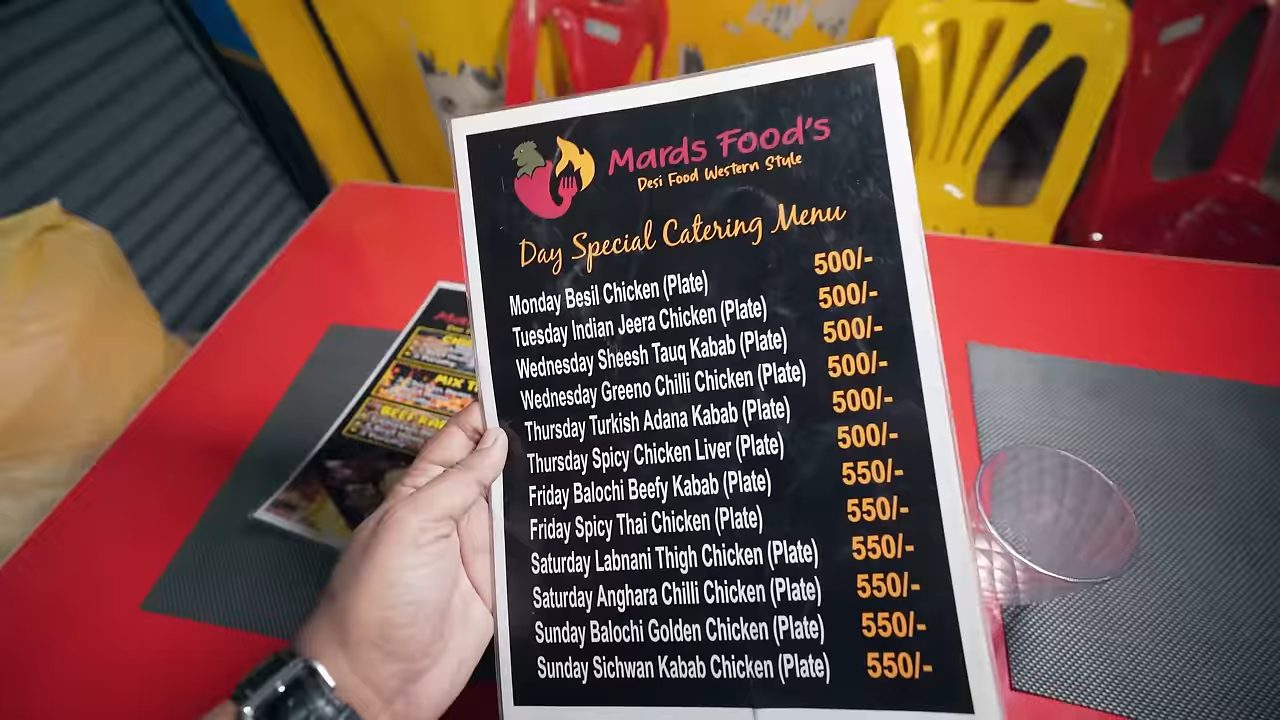 Mards Food's
Desi Food Western Style
Day Special Catering Menu
Monday Besil Chicken (Plate) 500/-
Tuesday Indian Jeera Chicken (Plate) 500/-
Wednesday Sheesh Tauq Kabab (Plate) 500/-
Wednesday Greeno Chilli Chicken (Plate) 500/-
Thursday Turkish Adana Kabab (Plate) 500/-
Thursday Spicy Chicken Liver (Plate) 500/-
Friday Balochi Beefy Kabab (Plate) 550/-
Friday Spicy Thai Chicken (Plate) 550/-
Saturday Labnani Thigh Chicken (Plate) 550/-
Saturday Anghara Chilli Chicken (Plate) 550/-
Sunday Balochi Golden Chicken (Plate) 550/-
Sunday Sichwan Kabab Chicken (Plate) 550/-
MIX
BEEF